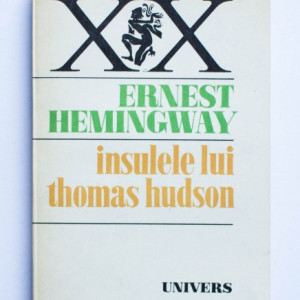 XX
ERNEST
HEMINGWAY
insulele lui
thomas hudson
UNIVERS